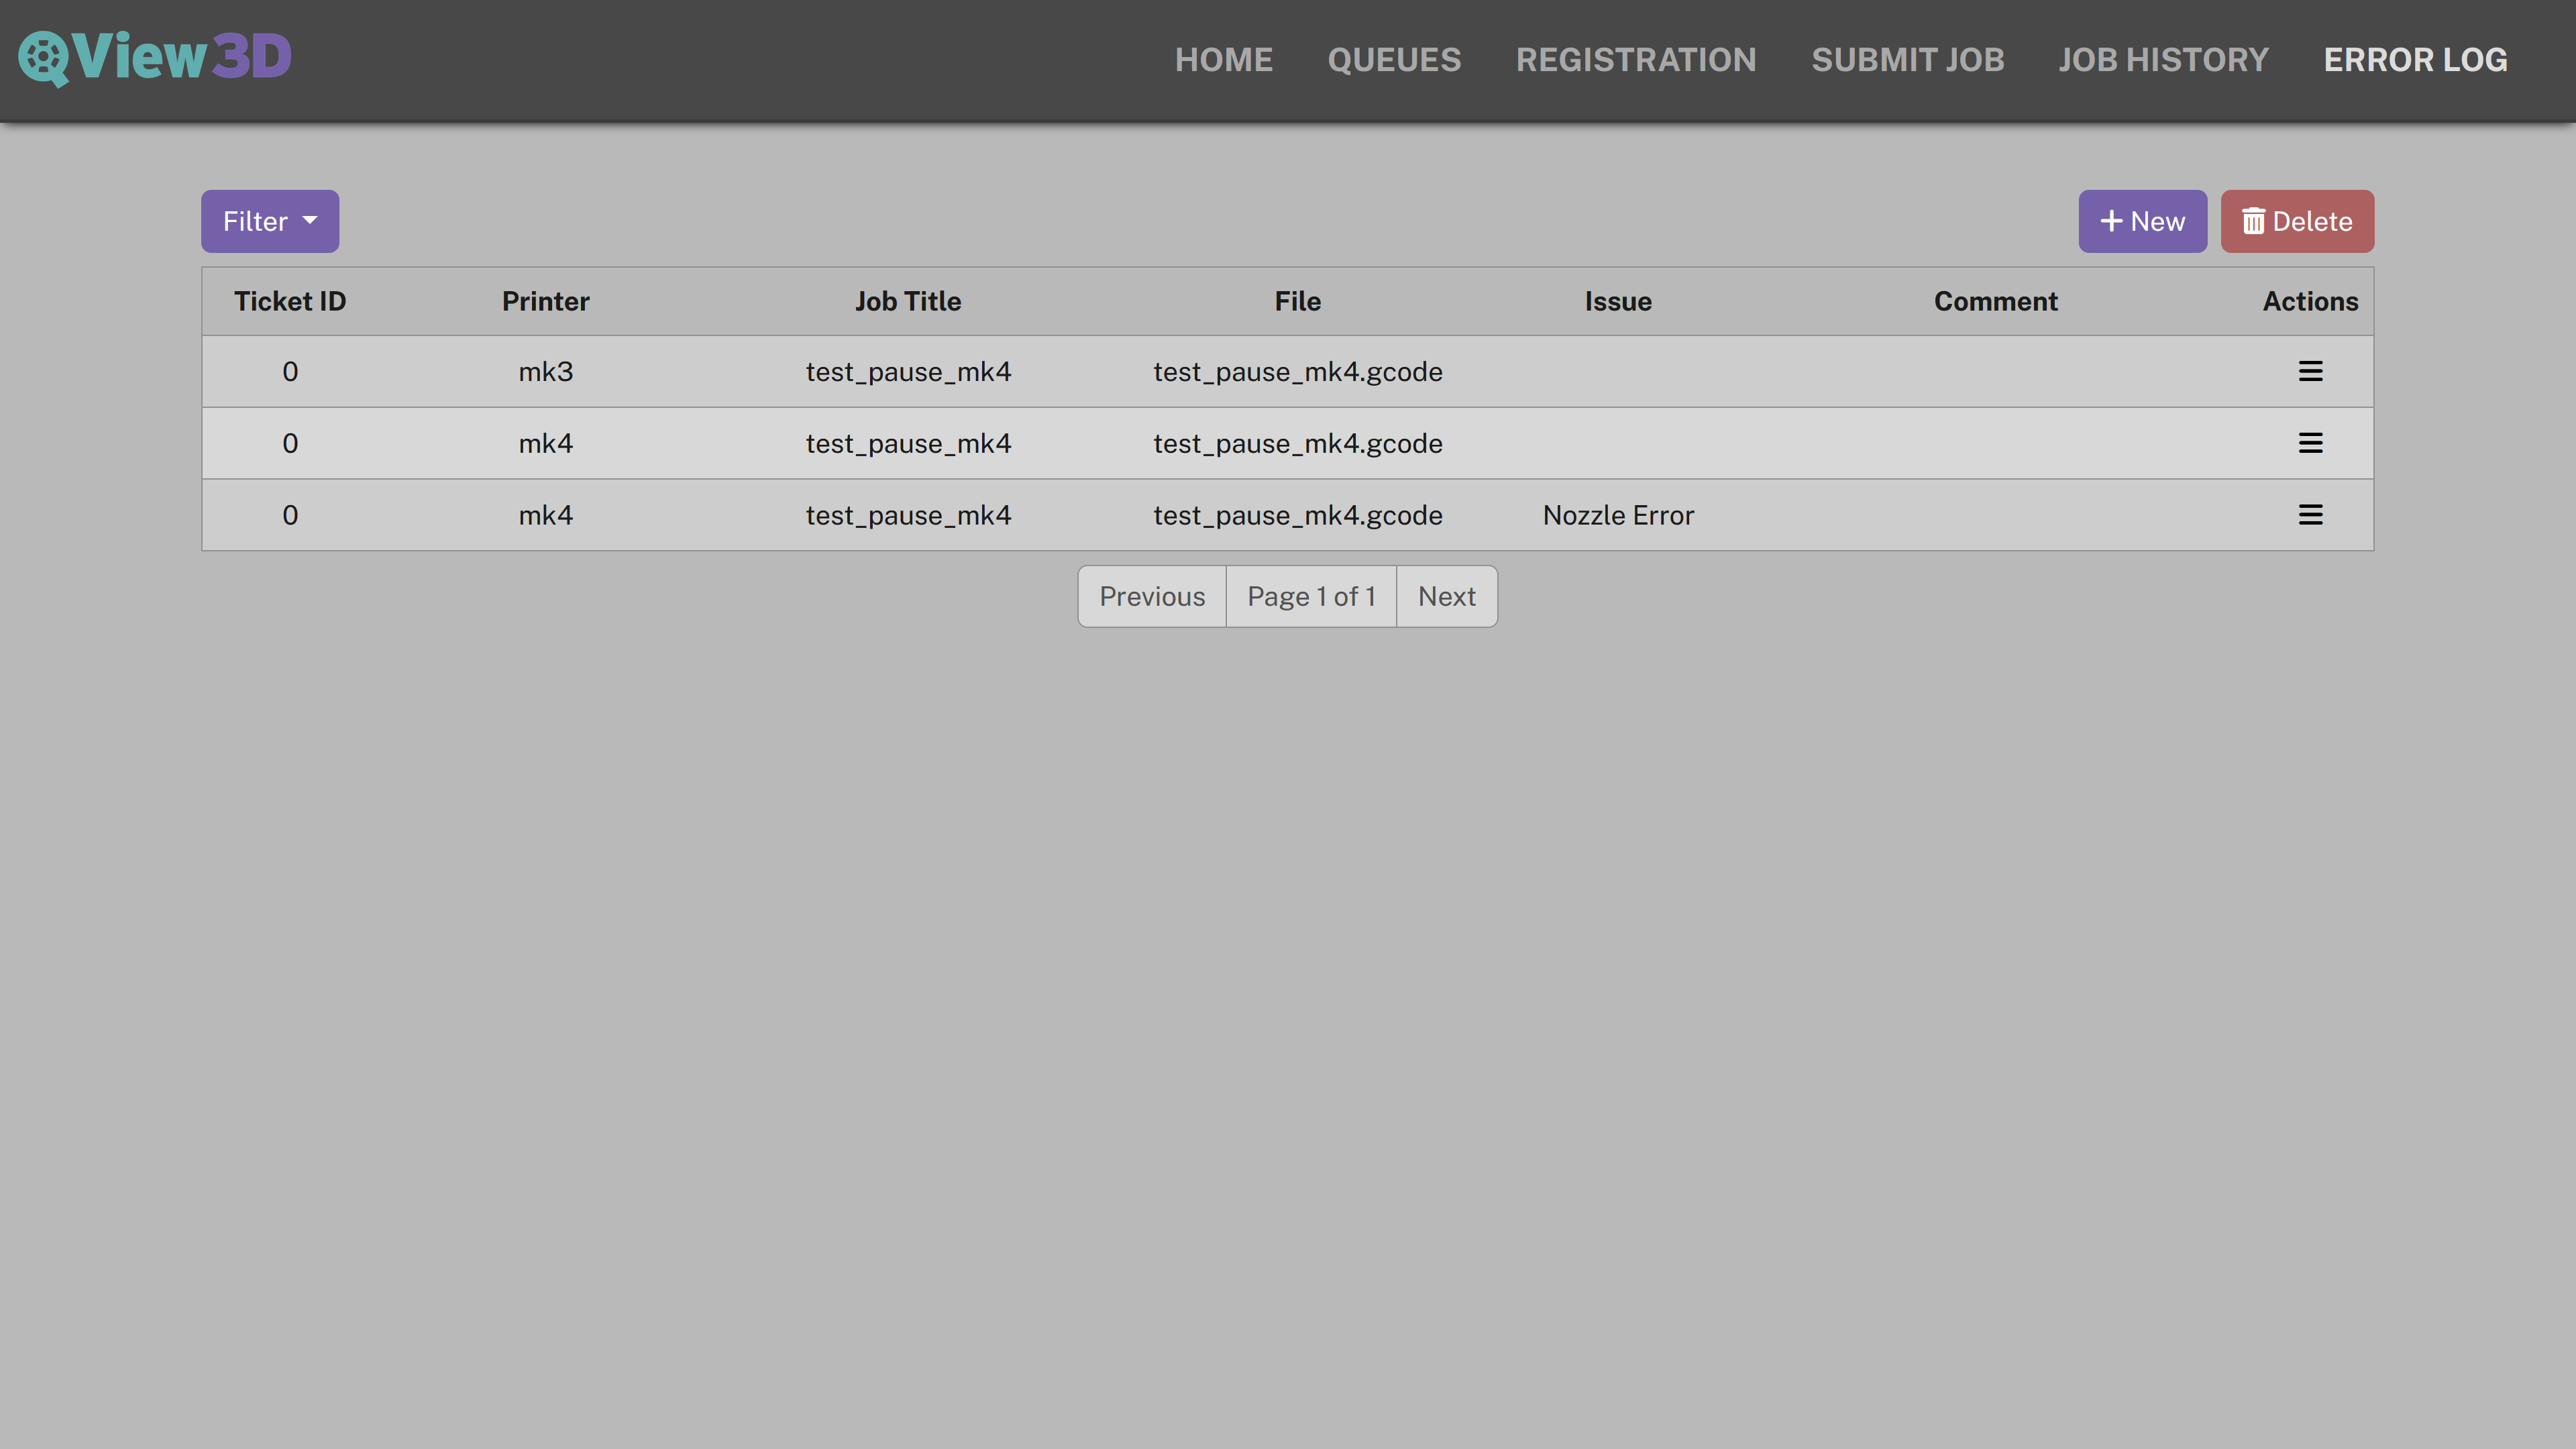 QView3D
HOME QUEUES REGISTRATION SUBMIT JOB JOB HISTORY ERROR LOG
Filter New Delete
Ticket ID Printer Job Title File Issue Comment Actions
0 mk3 test_pause_mk4 test_pause_mk4.gcode
0 mk4 test_pause_mk4 test_pause_mk4.gcode
0 mk4 test_pause_mk4 test_pause_mk4.gcode Nozzle Error
Previous Page 1 of 1 Next